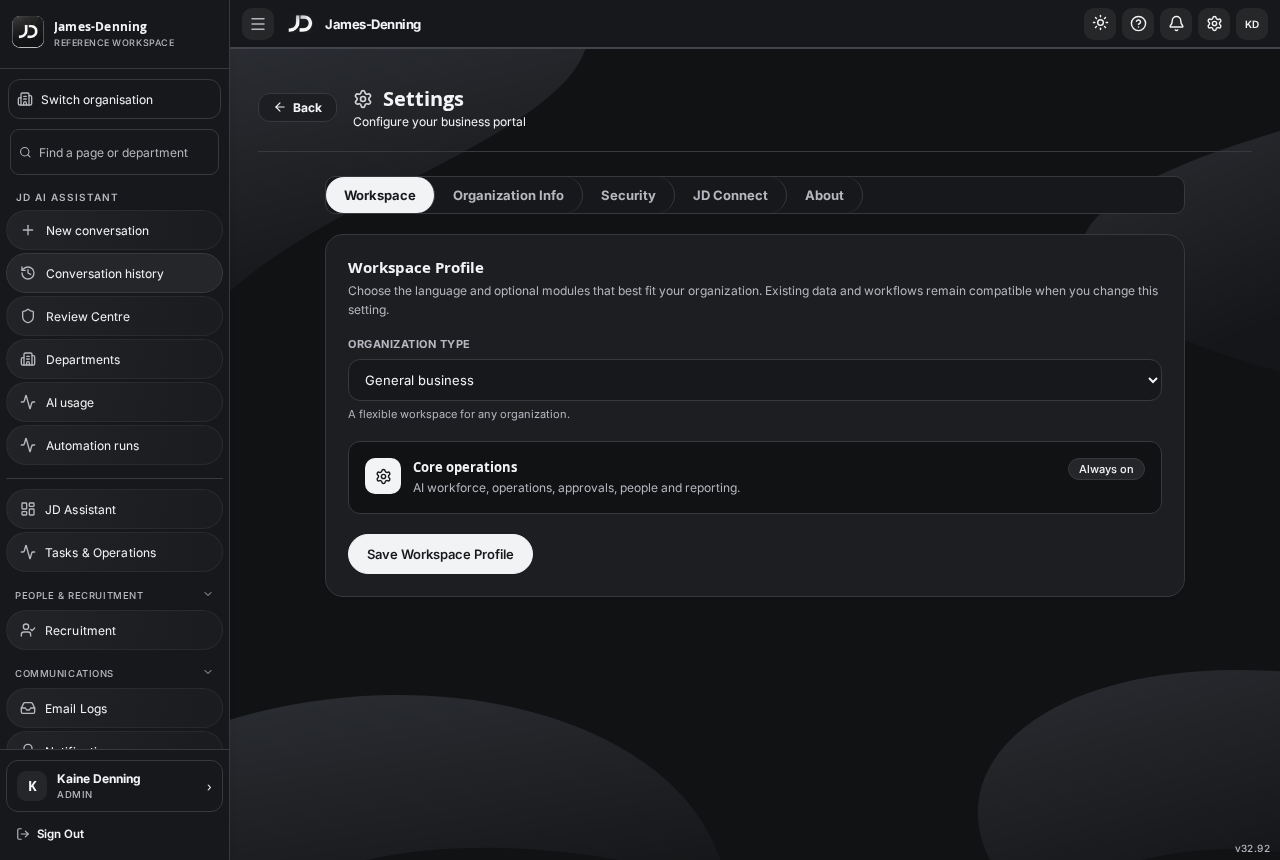 JD
James-Denning
REFERENCE WORKSPACE
Switch organisation
Find a page or department
JD AI ASSISTANT
New conversation
Conversation history
Review Centre
Departments
AI usage
Automation runs
JD Assistant
Tasks & Operations
PEOPLE & RECRUITMENT
Recruitment
COMMUNICATIONS
Email Logs
K
Kaine Denning
ADMIN
Sign Out
JD
James-Denning
KD
Back
Settings
Configure your business portal
Workspace
Organization Info
Security
JD Connect
About
Workspace Profile
Choose the language and optional modules that best fit your organization. Existing data and workflows remain compatible when you change this
setting.
ORGANIZATION TYPE
General business
A flexible workspace for any organization.
Core operations
Always on
AI workforce, operations, approvals, people and reporting.
Save Workspace Profile
v32.92